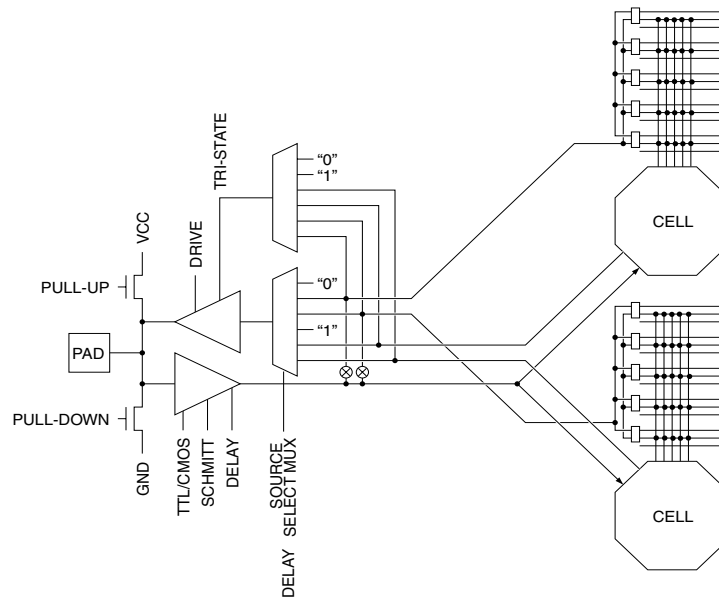 TRI-STATE
“0”
“1”
CELL
VCC
DRIVE
PULL-UP
“0”
“1”
PAD
PULL-DOWN
GND
TTL/CMOS
SCHMITT
DELAY
SOURCE
SELECT MUX
DELAY
CELL